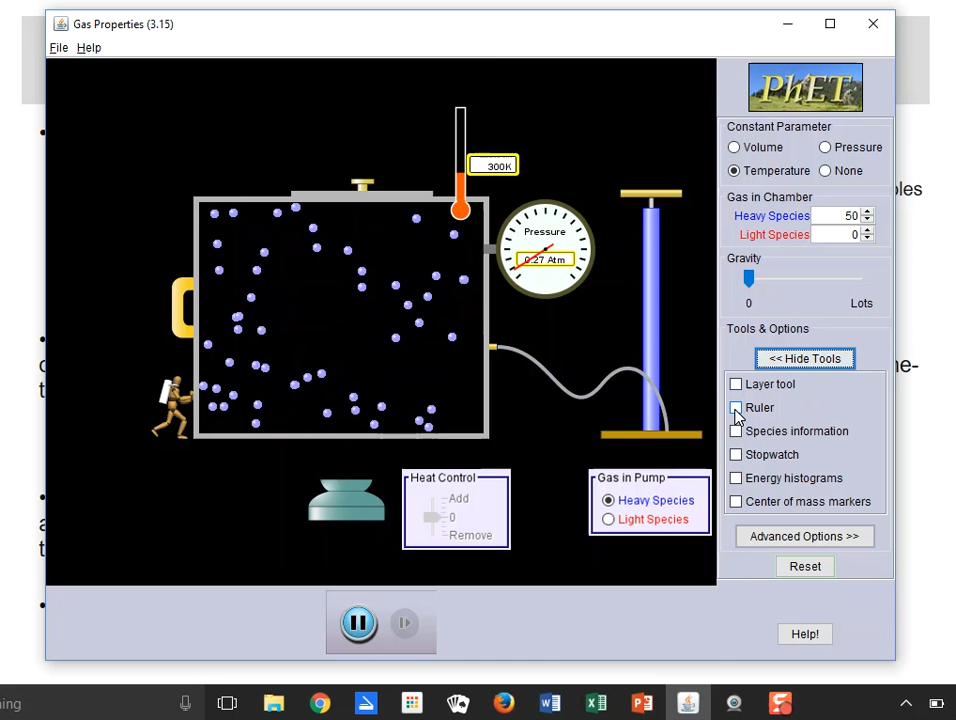 Gas Properties (3.15)
File Help
PhET
Constant Parameter
Volume Pressure
Temperature None
300K
Gas in Chamber
Heavy Species 50
Light Species 0
Pressure
0.27 Atm
Gravity
0 Lots
Tools & Options
<< Hide Tools
Layer tool
Ruler
Species information
Stopwatch
Energy histograms
Center of mass markers
Heat Control
Add
0
Remove
Gas in Pump
Heavy Species
Light Species
Advanced Options >>
Reset
Help!
ples
ne-